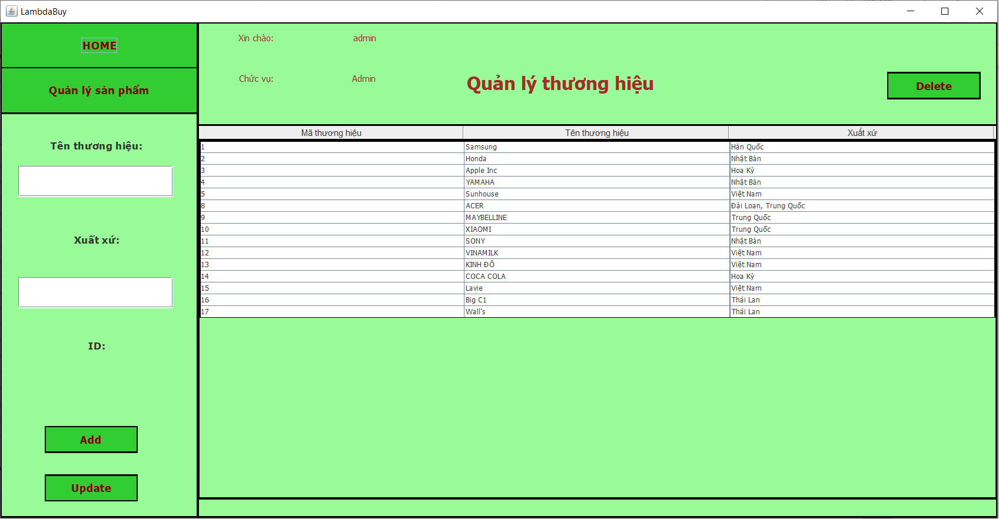 LambdaBuy
HOME
Quản lý sản phẩm
Tên thương hiệu:
Xuất xứ:
ID:
Add
Update
Xin chào: admin
Chức vụ: Admin
Quản lý thương hiệu
Delete
Mã thương hiệu Tên thương hiệu Xuất xứ
1 Samsung Hàn Quốc
2 Honda Nhật Bản
3 Apple Inc Hoa Kỳ
4 YAMAHA Nhật Bản
5 Sunhouse Việt Nam
8 ACER Đài Loan, Trung Quốc
9 MAYBELLINE Trung Quốc
10 XIAOMI Trung Quốc
11 SONY Nhật Bản
12 VINAMILK Việt Nam
13 KINH ĐÔ Việt Nam
14 COCA COLA Hoa Kỳ
15 Lavie Việt Nam
16 Big C1 Thái Lan
17 Wall's Thái Lan